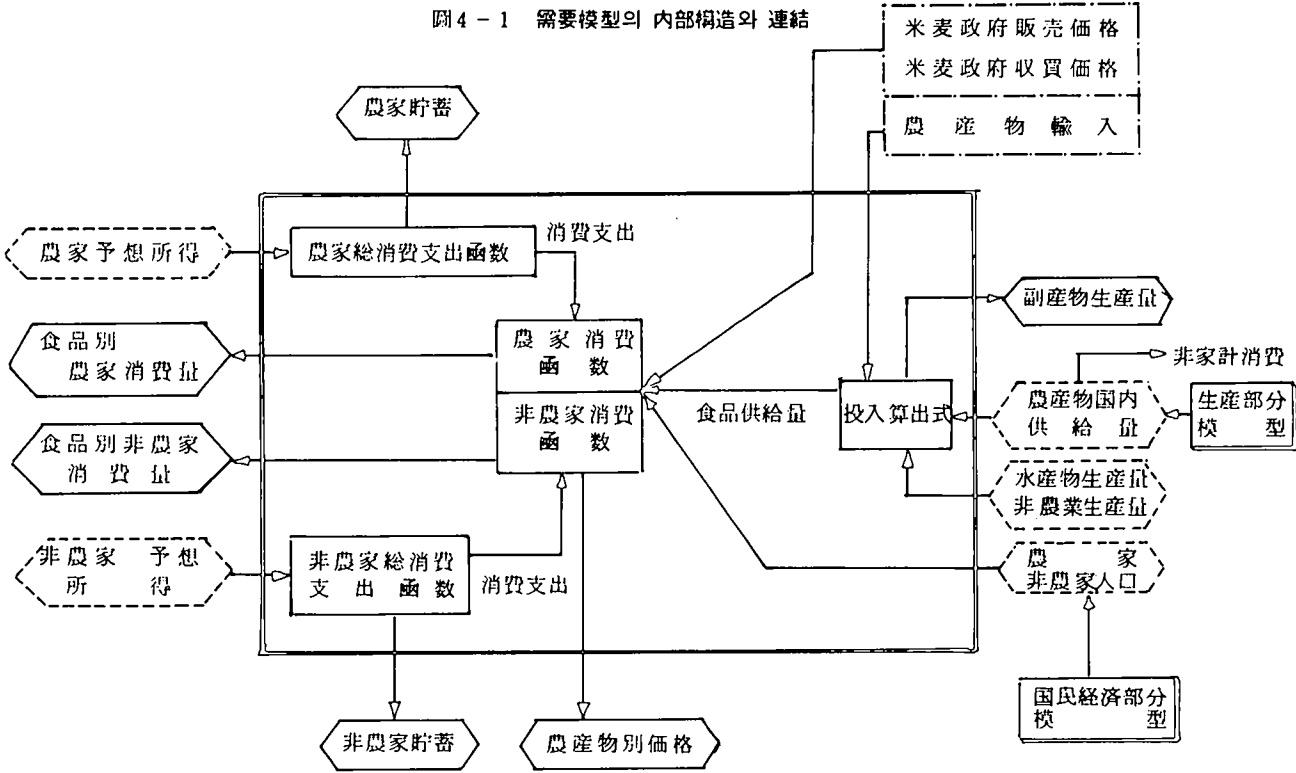 圖4-1 需要模型의 内部構造와 連結
米麦政府販売価格
米麦政府収買価格
農産物輸入
農家貯蓄
農家予想所得
農家総消費支出函数
消費支出
副産物生産量
食品別
農家消費量
農家消費
函数
非家計消費
食品供給量
投入算出式
農産物国内
供給量
生産部分
模型
食品別非農家
消費量
非農家消費
函数
水産物生産量
非農業生産量
非農家 予想
所得
非農家総消費
支出函数
消費支出
農家
非農家人口
国民経済部分
模型
非農家貯蓄
農産物別価格